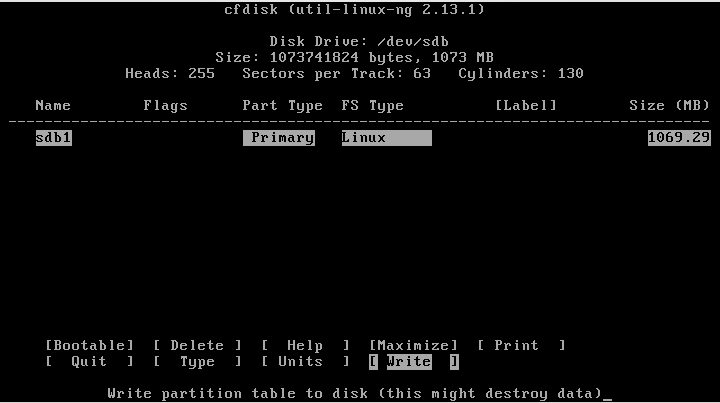 cfdisk (util-linux-ng 2.13.1)
Disk Drive: /dev/sdb
Size: 1073741824 bytes, 1073 MB
Heads: 255   Sectors per Track: 63   Cylinders: 130
Name        Flags      Part Type  FS Type          [Label]        Size (MB)
------------------------------------------------------------------------------
sdb1                    Primary   Linux                             1069.29
[Bootable]  [ Delete ]  [  Help  ]  [Maximize]  [ Print  ]
[  Quit  ]  [  Type  ]  [ Units  ]  [ Write  ]
Write partition table to disk (this might destroy data)_